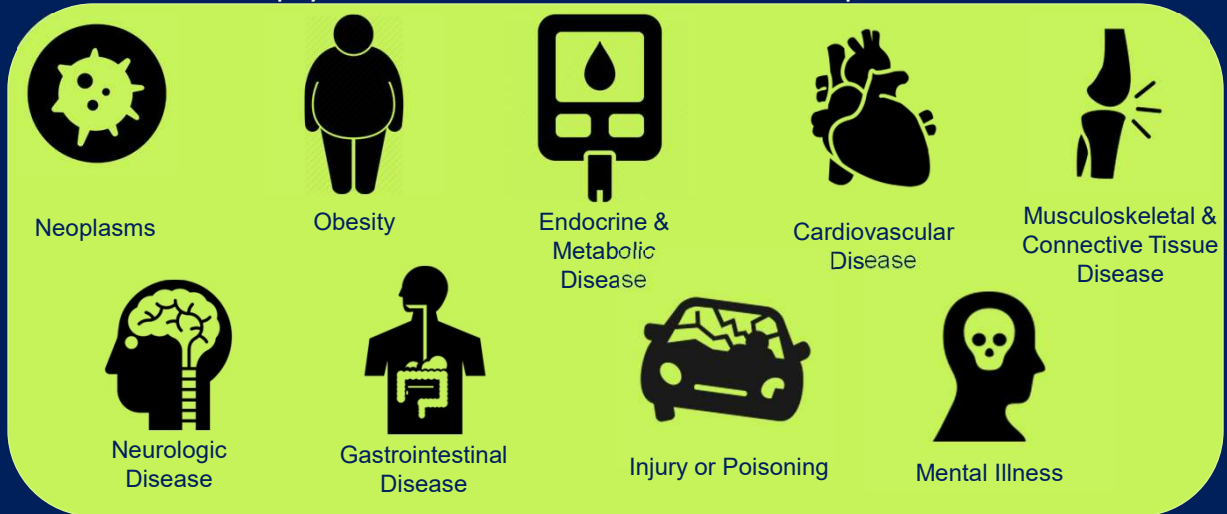 Neoplasms
Obesity
Endocrine &
Metabolic
Disease
Cardiovascular
Disease
Musculoskeletal &
Connective Tissue
Disease
Neurologic
Disease
Gastrointestinal
Disease
Injury or Poisoning
Mental Illness